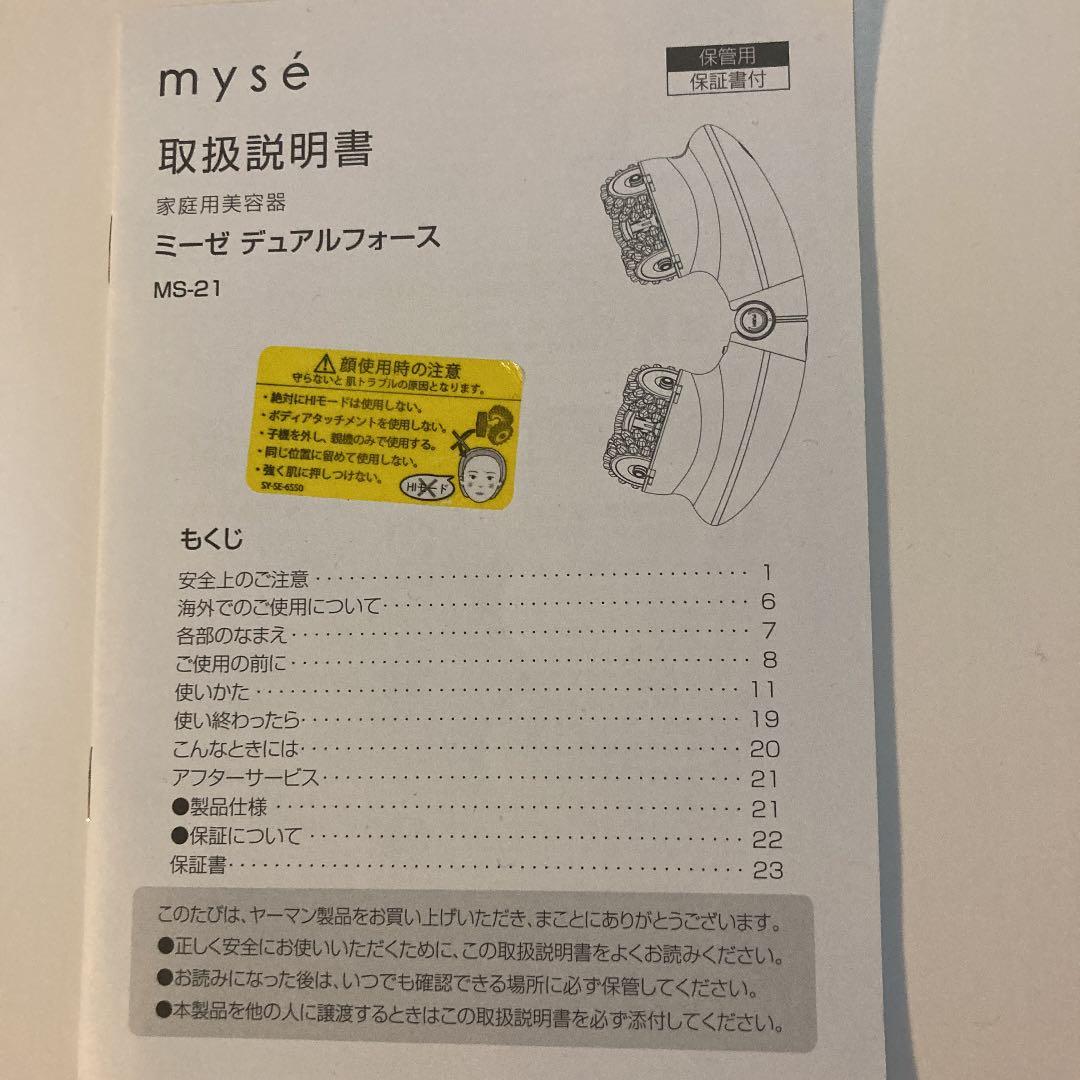 mysé
保管用
保証書付
取扱説明書
家庭用美容器
ミーゼ デュアルフォース
MS-21
⚠顔使用時の注意
守らないと肌トラブルの原因となります。
・絶対にHIモードは使用しない。
・ボディアタッチメントを使用しない。
・子機を外し、親機のみで使用する。
・同じ位置に留めて使用しない。
・強く肌に押しつけない。
SY-SE-6550
HIモード
もくじ
安全上のご注意 1
海外でのご使用について 6
各部のなまえ 7
ご使用の前に 8
使いかた 11
使い終わったら 19
こんなときには 20
アフターサービス 21
●製品仕様 21
●保証について 22
保証書 23
このたびは、ヤーマン製品をお買い上げいただき、まことにありがとうございます。
●正しく安全にお使いいただくために、この取扱説明書をよくお読みください。
●お読みになった後は、いつでも確認できる場所に必ず保管してください。
●本製品を他の人に譲渡するときはこの取扱説明書を必ず添付してください。